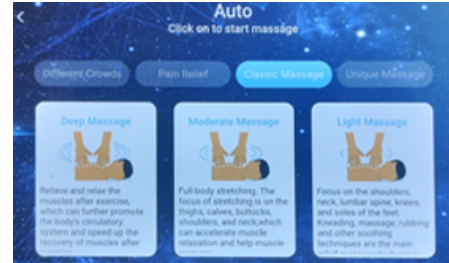 Auto
Click on to start massage
Different Crowds
Pain Relief
Classic Massage
Unique Massage
Deep Massage
Relieve and relax the
muscles after exercise,
which can further promote
the body's circulatory
system and speed up the
recovery of muscles after
Moderate Massage
Full-body stretching. The
focus of stretching is on the
thighs, calves, buttocks,
shoulders, and neck,which
can accelerate muscle
relaxation and help muscle
Light Massage
Focus on the shoulders,
neck, lumbar spine, knees,
and soles of the feet.
Kneading, massage, rubbing
and other soothing
techniques are the main